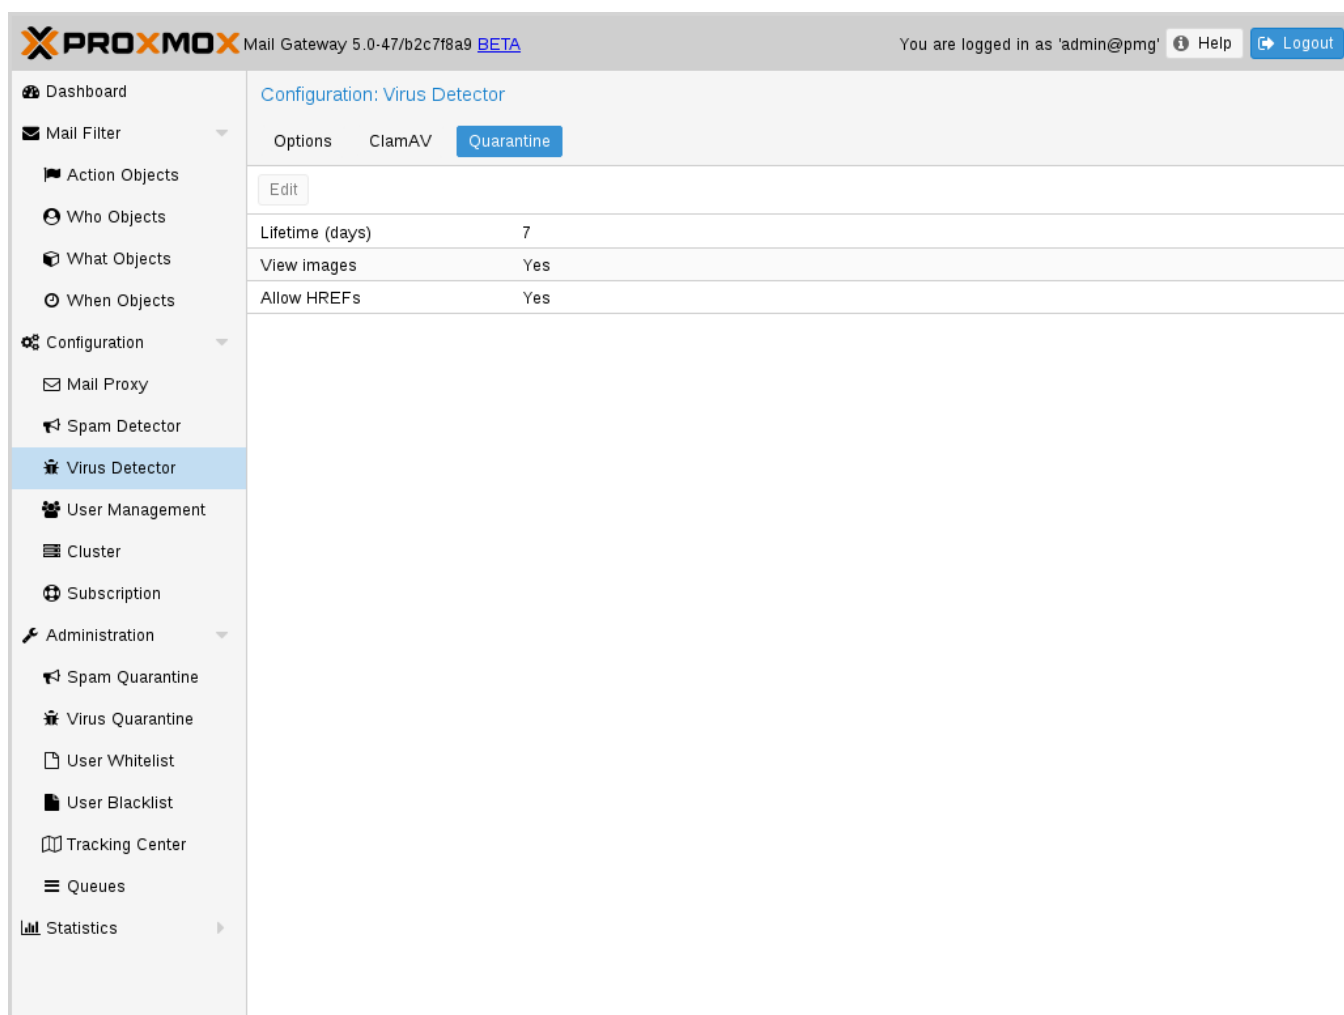 PROXMOX Mail Gateway 5.0-47/b2c7f8a9 BETA You are logged in as 'admin@pmg' Help Logout
Dashboard
Mail Filter
Action Objects
Who Objects
What Objects
When Objects
Configuration
Mail Proxy
Spam Detector
Virus Detector
User Management
Cluster
Subscription
Administration
Spam Quarantine
Virus Quarantine
User Whitelist
User Blacklist
Tracking Center
Queues
Statistics
Configuration: Virus Detector
Options ClamAV Quarantine
Edit
Lifetime (days) 7
View images Yes
Allow HREFs Yes